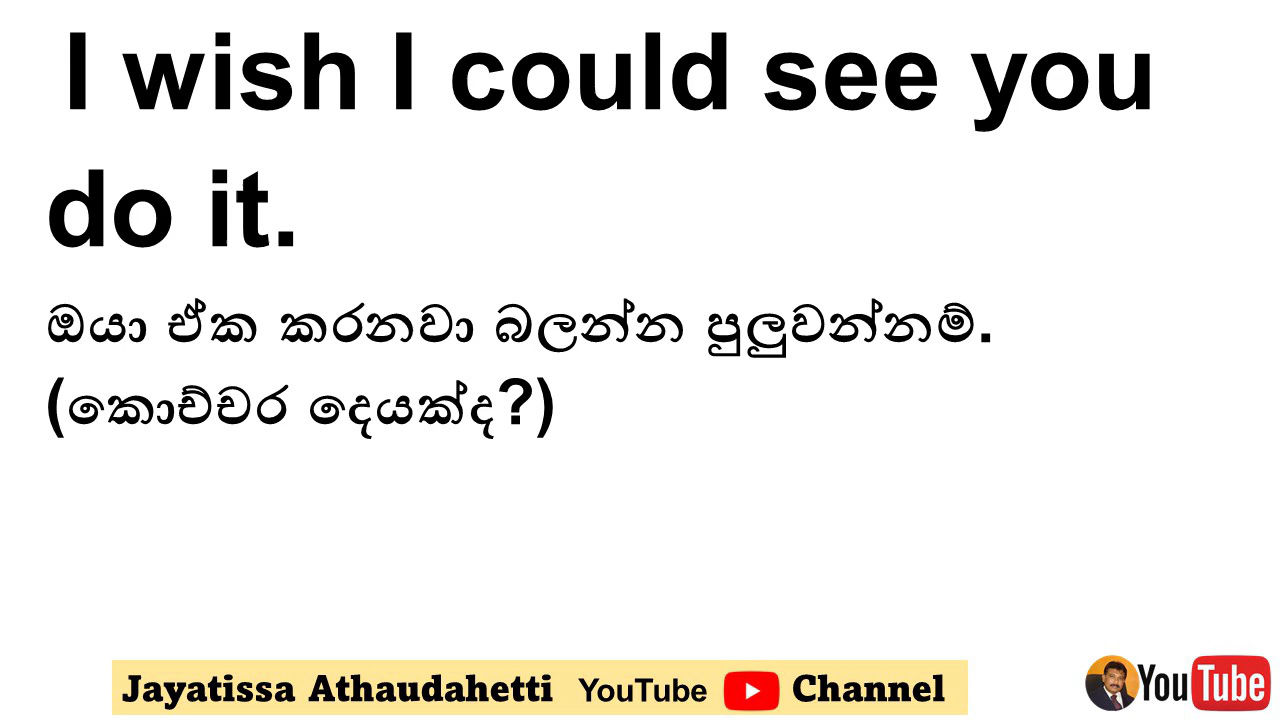 I wish I could see you
do it.
ඔයා ඒක කරනවා බලන්න පුලුවන්නම්.
(කොච්චර දෙයක්ද?)
Jayatissa Athaudahetti YouTube Channel
YouTube